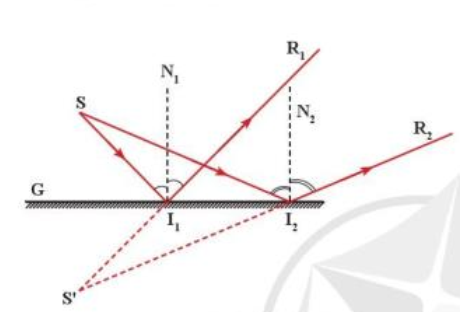 R₁
N₁
S
N₂
R₂
G
I₁
I₂
S'